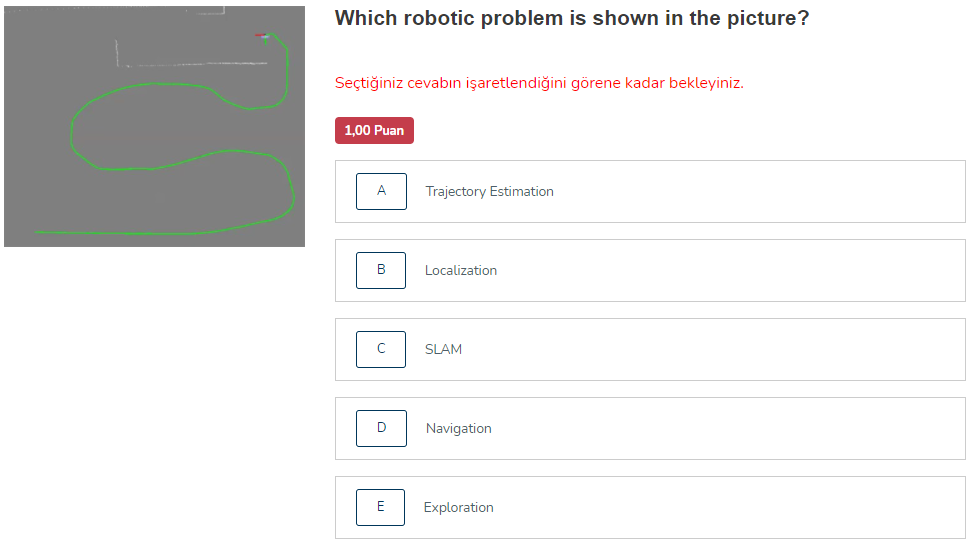 Which robotic problem is shown in the picture?
Seçtiğiniz cevabın işaretlendiğini görene kadar bekleyiniz.
1,00 Puan
A Trajectory Estimation
B Localization
C SLAM
D Navigation
E Exploration